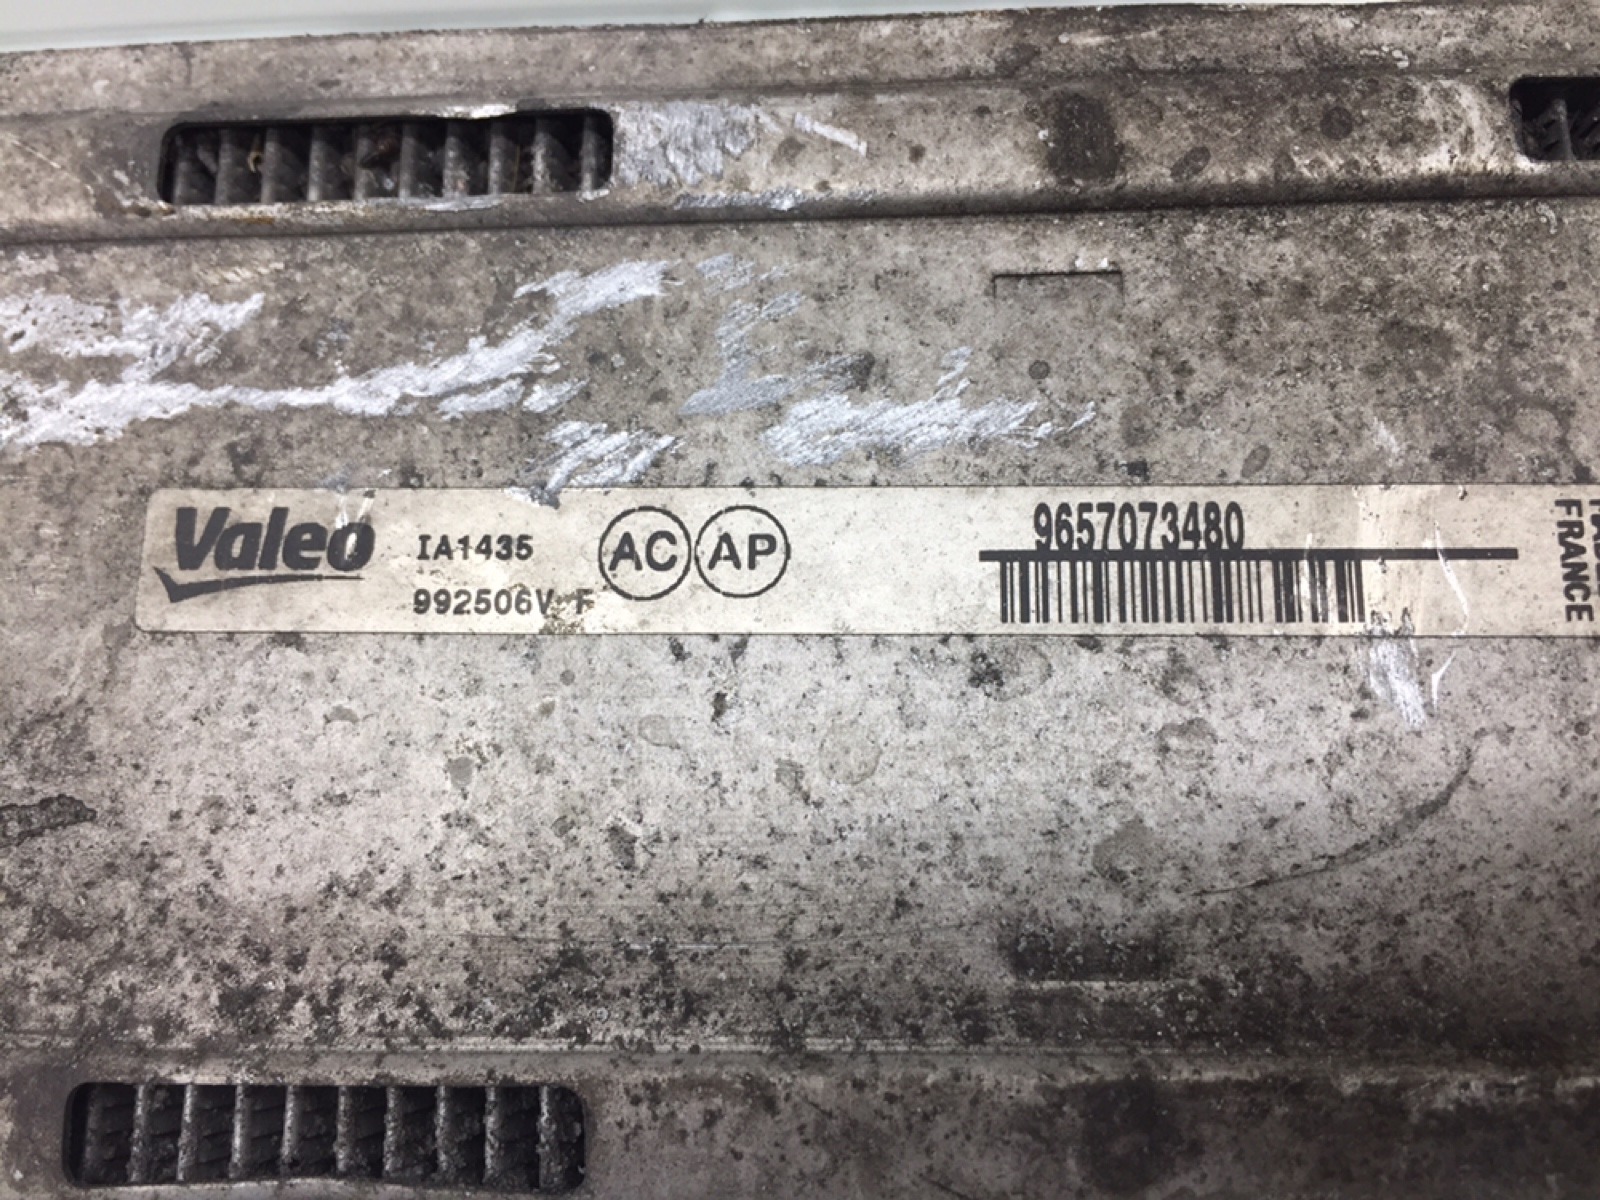 Valeo
IA1435
992506V F
AC AP
9657073480
FRANCE